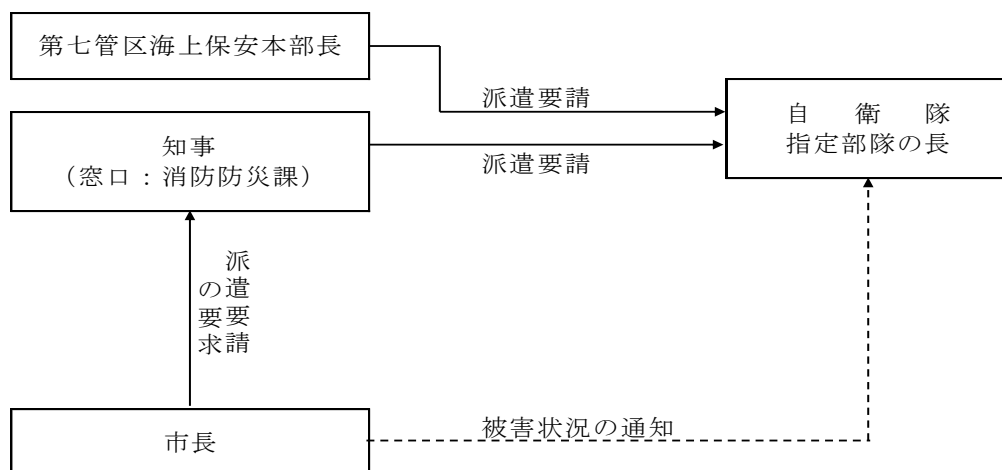 第七管区海上保安本部長
派遣要請
自衛隊
指定部隊の長
知事
（窓口：消防防災課）
派遣要請
派遣要請
の要求
市長
被害状況の通知